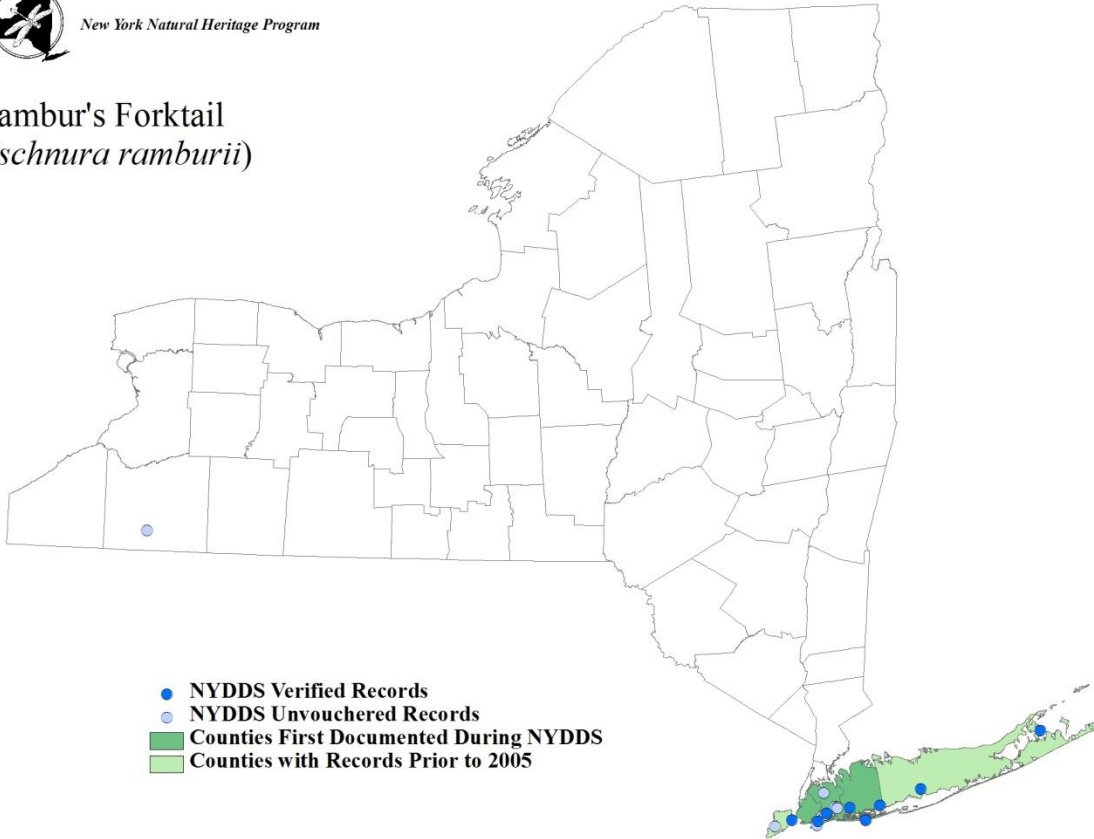 New York Natural Heritage Program
ambur's Forktail
schnura ramburii)
NYDDS Verified Records
NYDDS Unvouchered Records
Counties First Documented During NYDDS
Counties with Records Prior to 2005